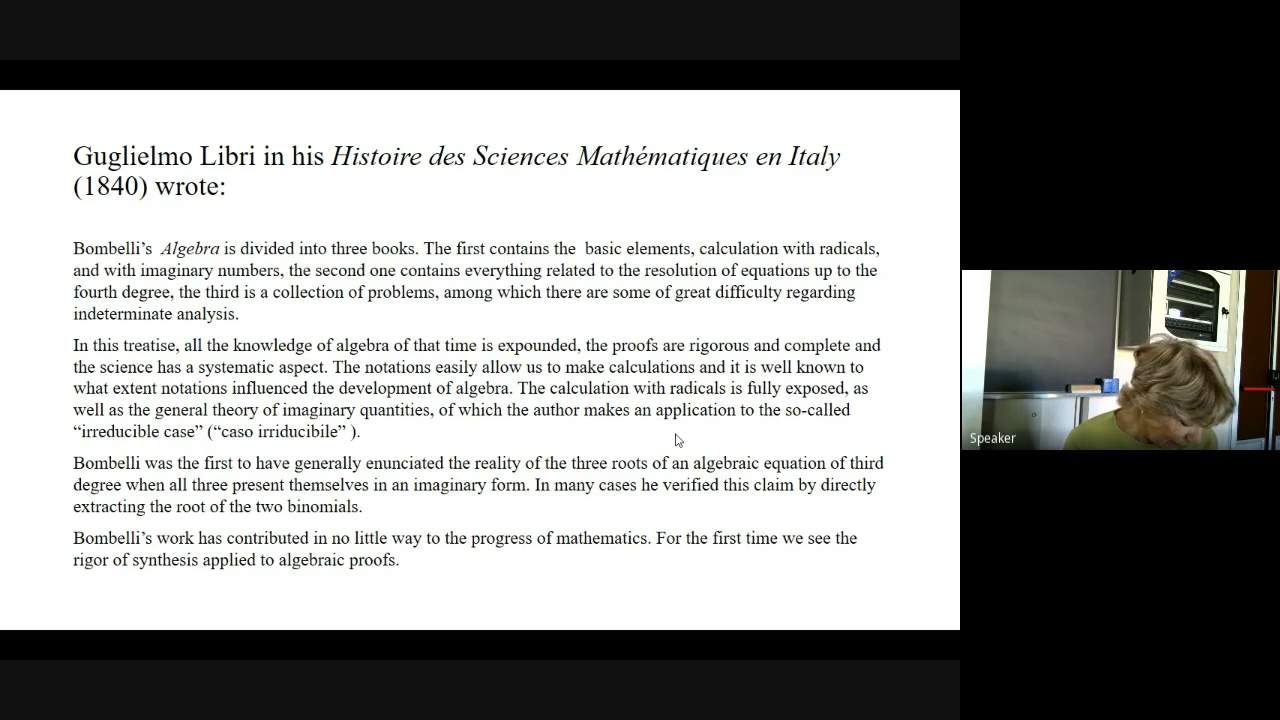 Guglielmo Libri in his Histoire des Sciences Mathématiques en Italy
(1840) wrote:
Bombelli’s Algebra is divided into three books. The first contains the basic elements, calculation with radicals,
and with imaginary numbers, the second one contains everything related to the resolution of equations up to the
fourth degree, the third is a collection of problems, among which there are some of great difficulty regarding
indeterminate analysis.
In this treatise, all the knowledge of algebra of that time is expounded, the proofs are rigorous and complete and
the science has a systematic aspect. The notations easily allow us to make calculations and it is well known to
what extent notations influenced the development of algebra. The calculation with radicals is fully exposed, as
well as the general theory of imaginary quantities, of which the author makes an application to the so-called
“irreducible case” (“caso irriducibile” ).
Bombelli was the first to have generally enunciated the reality of the three roots of an algebraic equation of third
degree when all three present themselves in an imaginary form. In many cases he verified this claim by directly
extracting the root of the two binomials.
Bombelli’s work has contributed in no little way to the progress of mathematics. For the first time we see the
rigor of synthesis applied to algebraic proofs.
Speaker